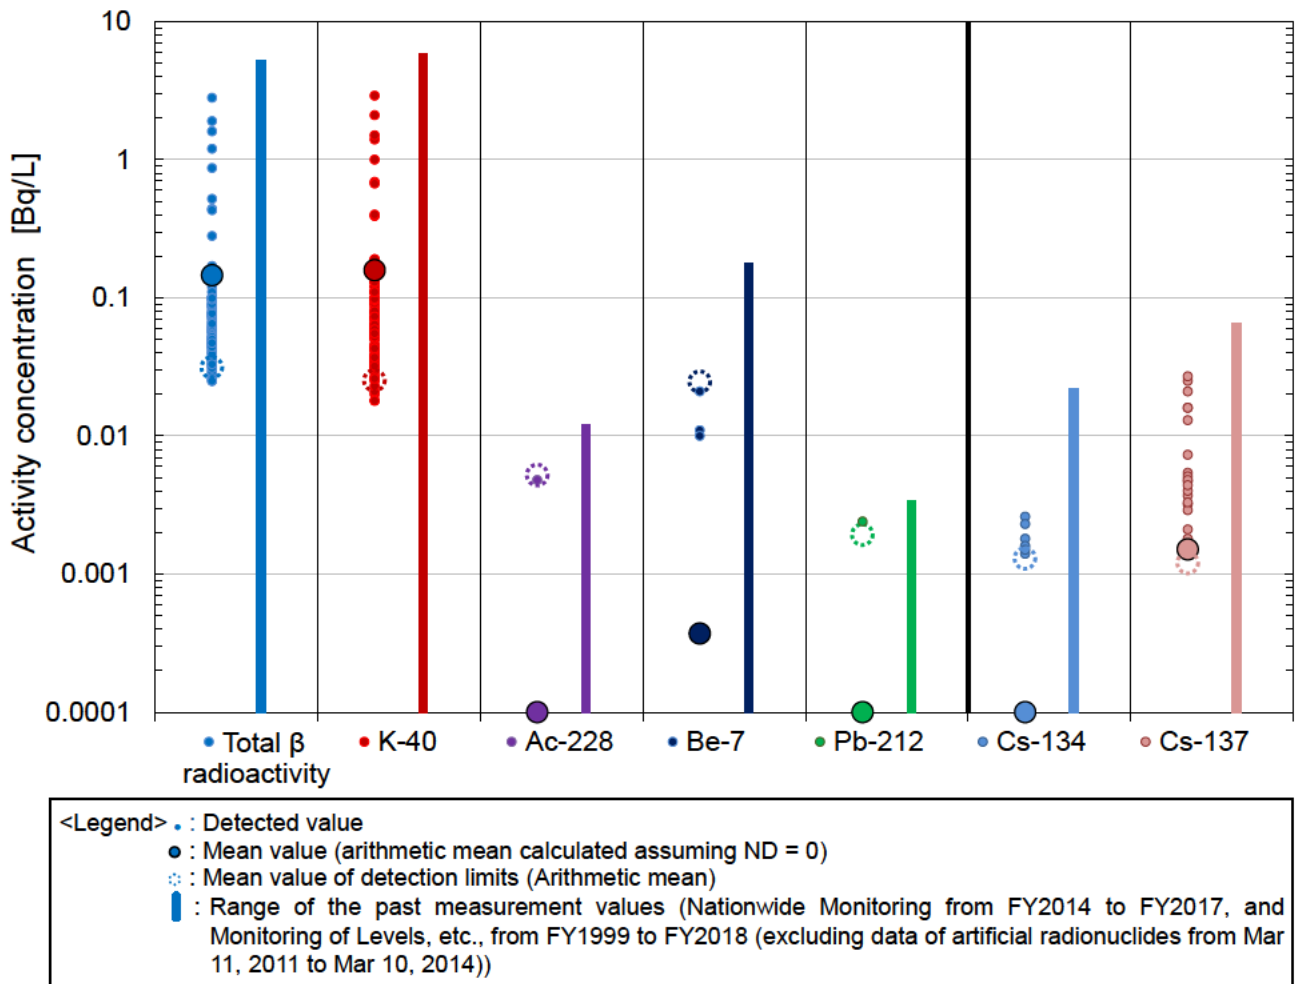 10
1
0.1
0.01
0.001
0.0001
Activity concentration [Bq/L]
Total β
radioactivity
K-40
Ac-228
Be-7
Pb-212
Cs-134
Cs-137
<Legend> : Detected value
: Mean value (arithmetic mean calculated assuming ND = 0)
: Mean value of detection limits (Arithmetic mean)
: Range of the past measurement values (Nationwide Monitoring from FY2014 to FY2017, and
Monitoring of Levels, etc., from FY1999 to FY2018 (excluding data of artificial radionuclides from Mar
11, 2011 to Mar 10, 2014))